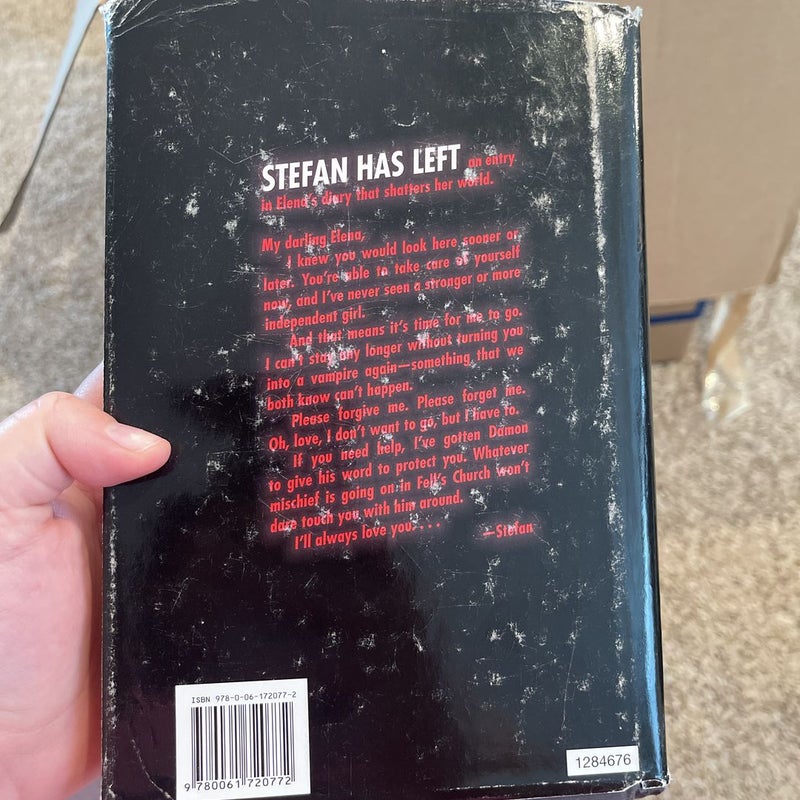 STEFAN HAS LEFT an entry
in Elena's diary that shatters her world.
My darling Elena,
I knew you would look here sooner or
later. You're able to take care of yourself
now, and I've never seen a stronger or more
independent girl.
And that means it's time for me to go.
I can't stay any longer without turning you
into a vampire again—something that we
both know can't happen.
Please forgive me. Please forget me.
Oh, love, I don't want to go, but I have to.
If you need help, I've gotten Damon
to give his word to protect you. Whatever
mischief is going on in Fell's Church won't
dare touch you with him around.
I'll always love you. . . .
—Stefan
ISBN 978-0-06-172077-2
9 780061 720772
1284676